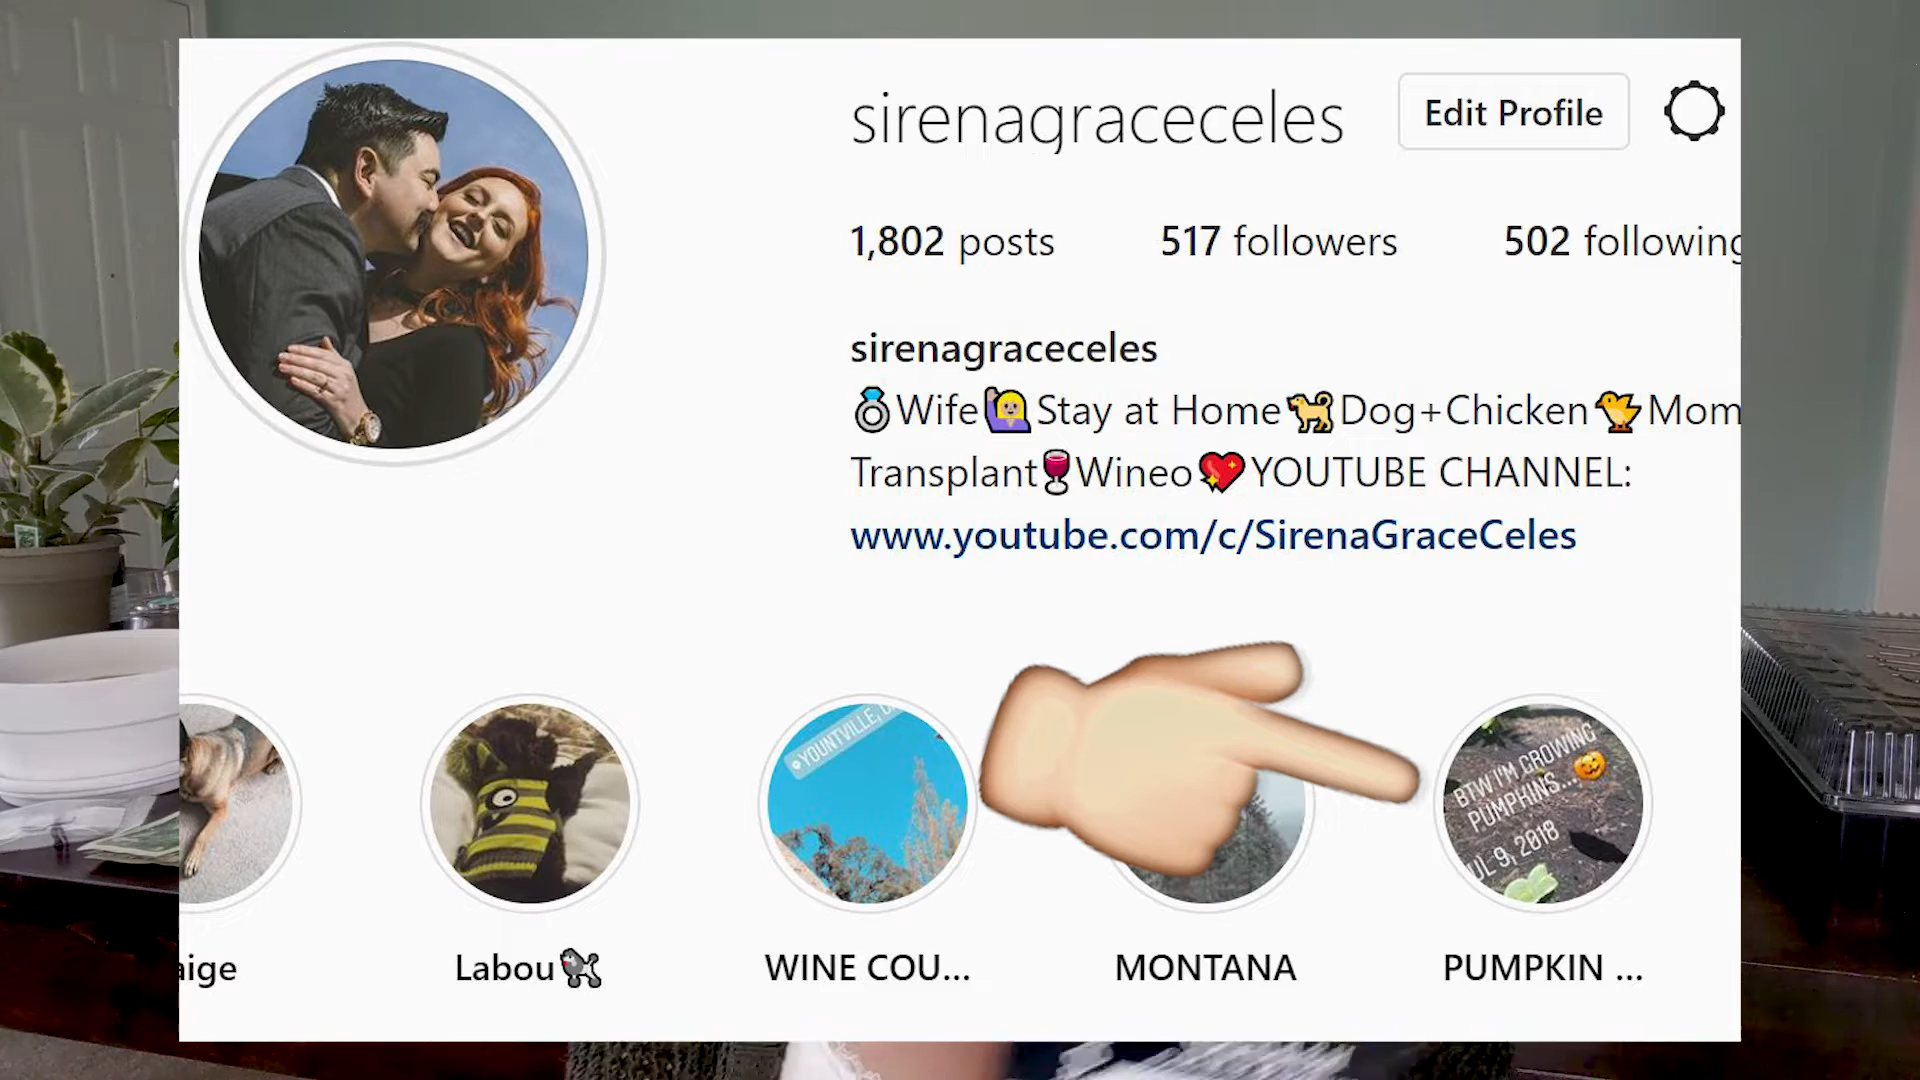 sirenagraceceles Edit Profile
1,802 posts 517 followers 502 following
sirenagraceceles
💍Wife🙋🏼Stay at Home🐕Dog+Chicken🐤Mom
Transplant🍷Wineo💖YOUTUBE CHANNEL:
www.youtube.com/c/SirenaGraceCeles
YOUNTVILLE,
BTW I'M GROWING
PUMPKINS...🎃
JUL 9, 2018
aige Labou🐩 WINE COU... MONTANA PUMPKIN ...